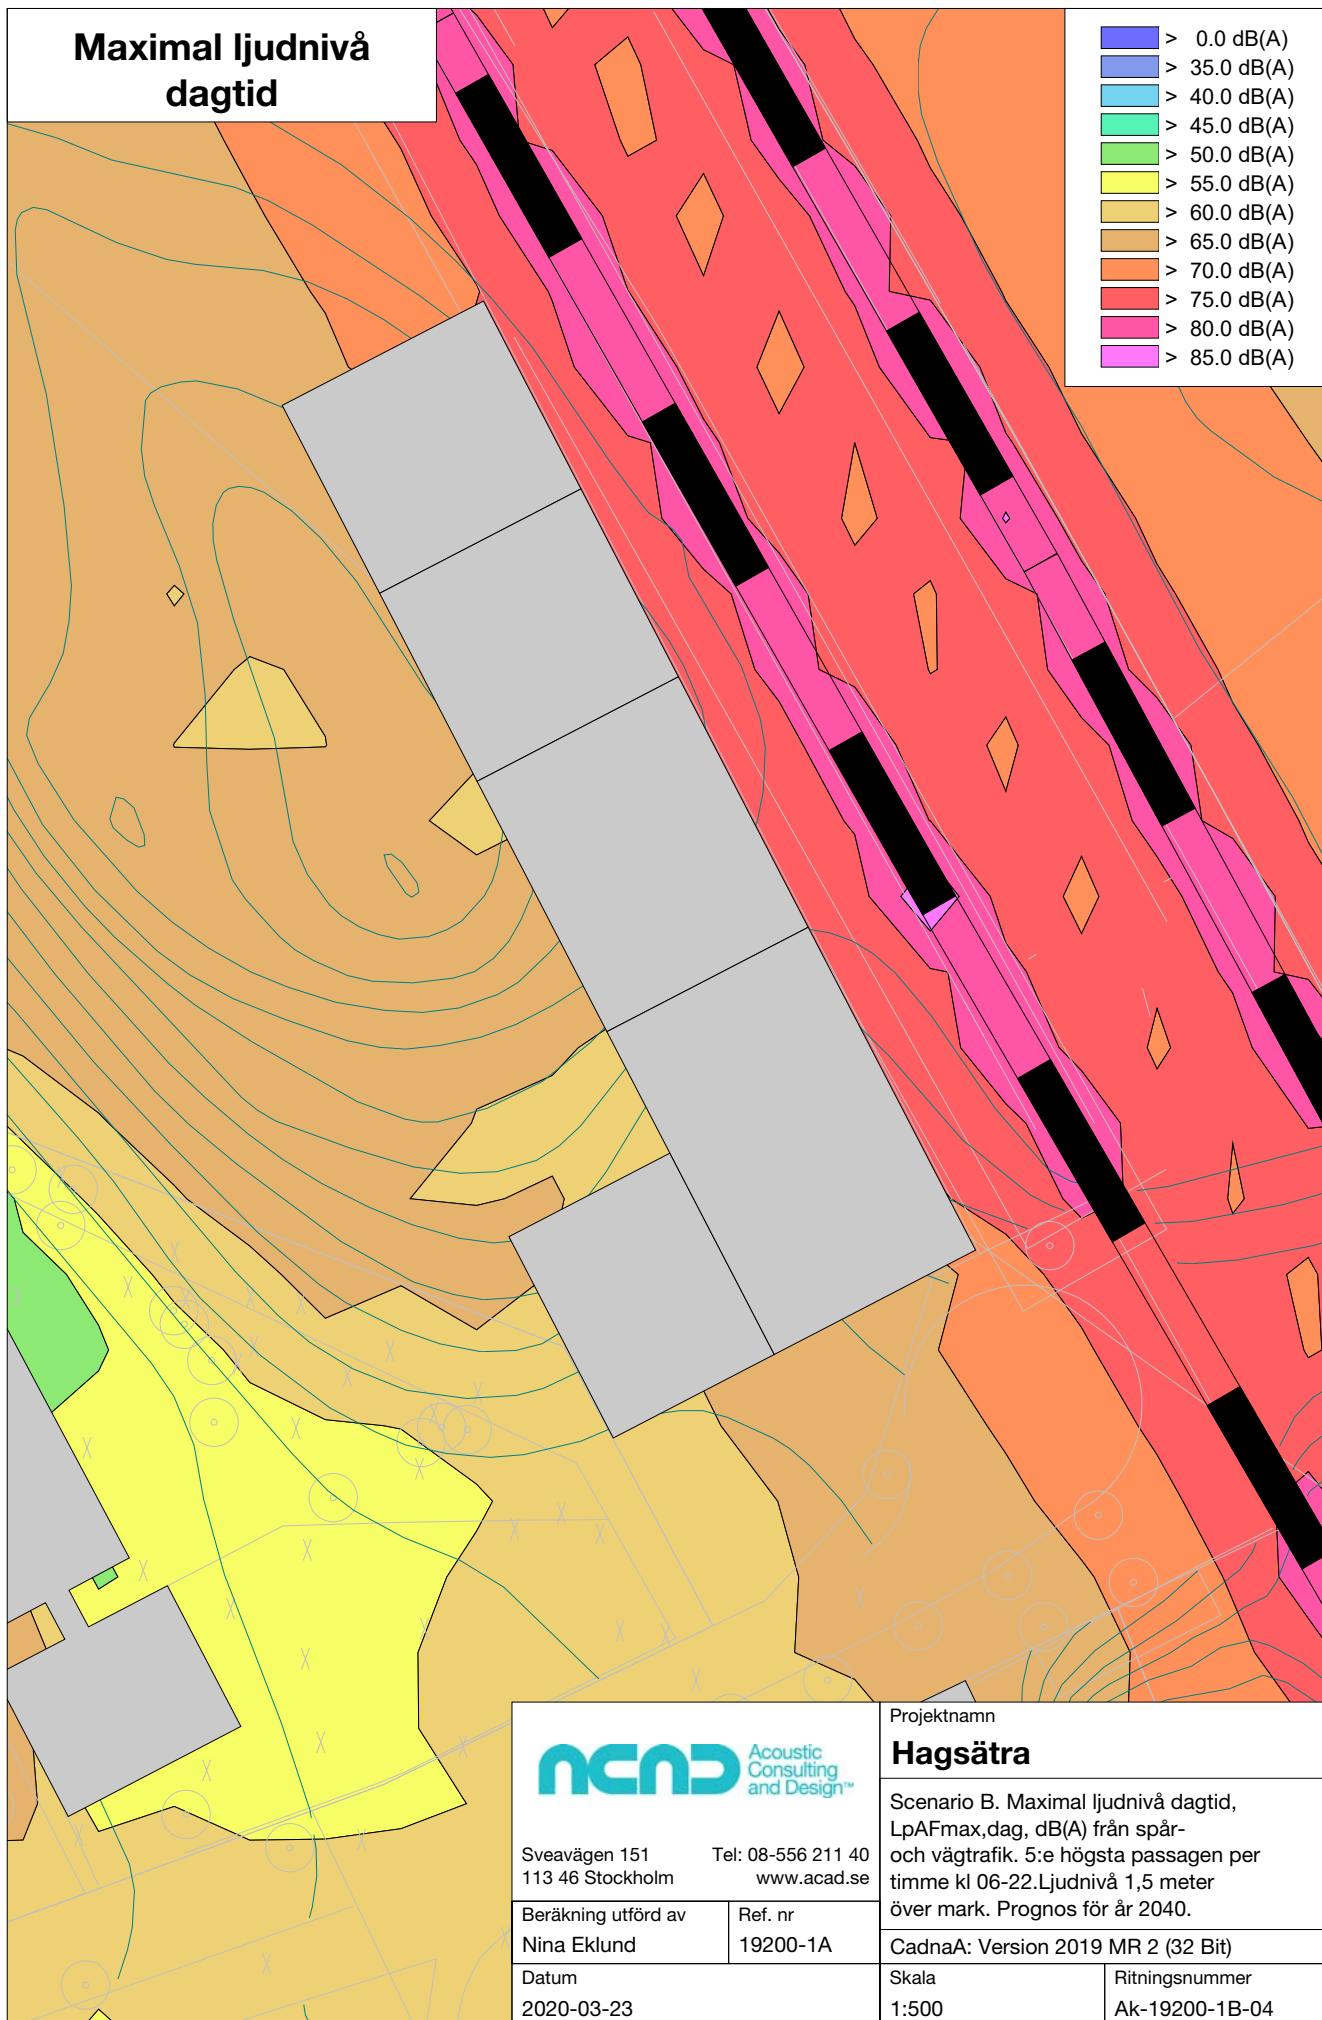 Maximal ljudnivå
dagtid
> 0.0 dB(A)
> 35.0 dB(A)
> 40.0 dB(A)
> 45.0 dB(A)
> 50.0 dB(A)
> 55.0 dB(A)
> 60.0 dB(A)
> 65.0 dB(A)
> 70.0 dB(A)
> 75.0 dB(A)
> 80.0 dB(A)
> 85.0 dB(A)
ACAD
Acoustic
Consulting
and Design™
Sveavägen 151
113 46 Stockholm
Tel: 08-556 211 40
www.acad.se
Beräkning utförd av
Nina Eklund
Ref. nr
19200-1A
Datum
2020-03-23
Projektnamn
Hagsätra
Scenario B. Maximal ljudnivå dagtid,
LpAFmax,dag, dB(A) från spår-
och vägtrafik. 5:e högsta passagen per
timme kl 06-22.Ljudnivå 1,5 meter
över mark. Prognos för år 2040.
CadnaA: Version 2019 MR 2 (32 Bit)
Skala
1:500
Ritningsnummer
Ak-19200-1B-04